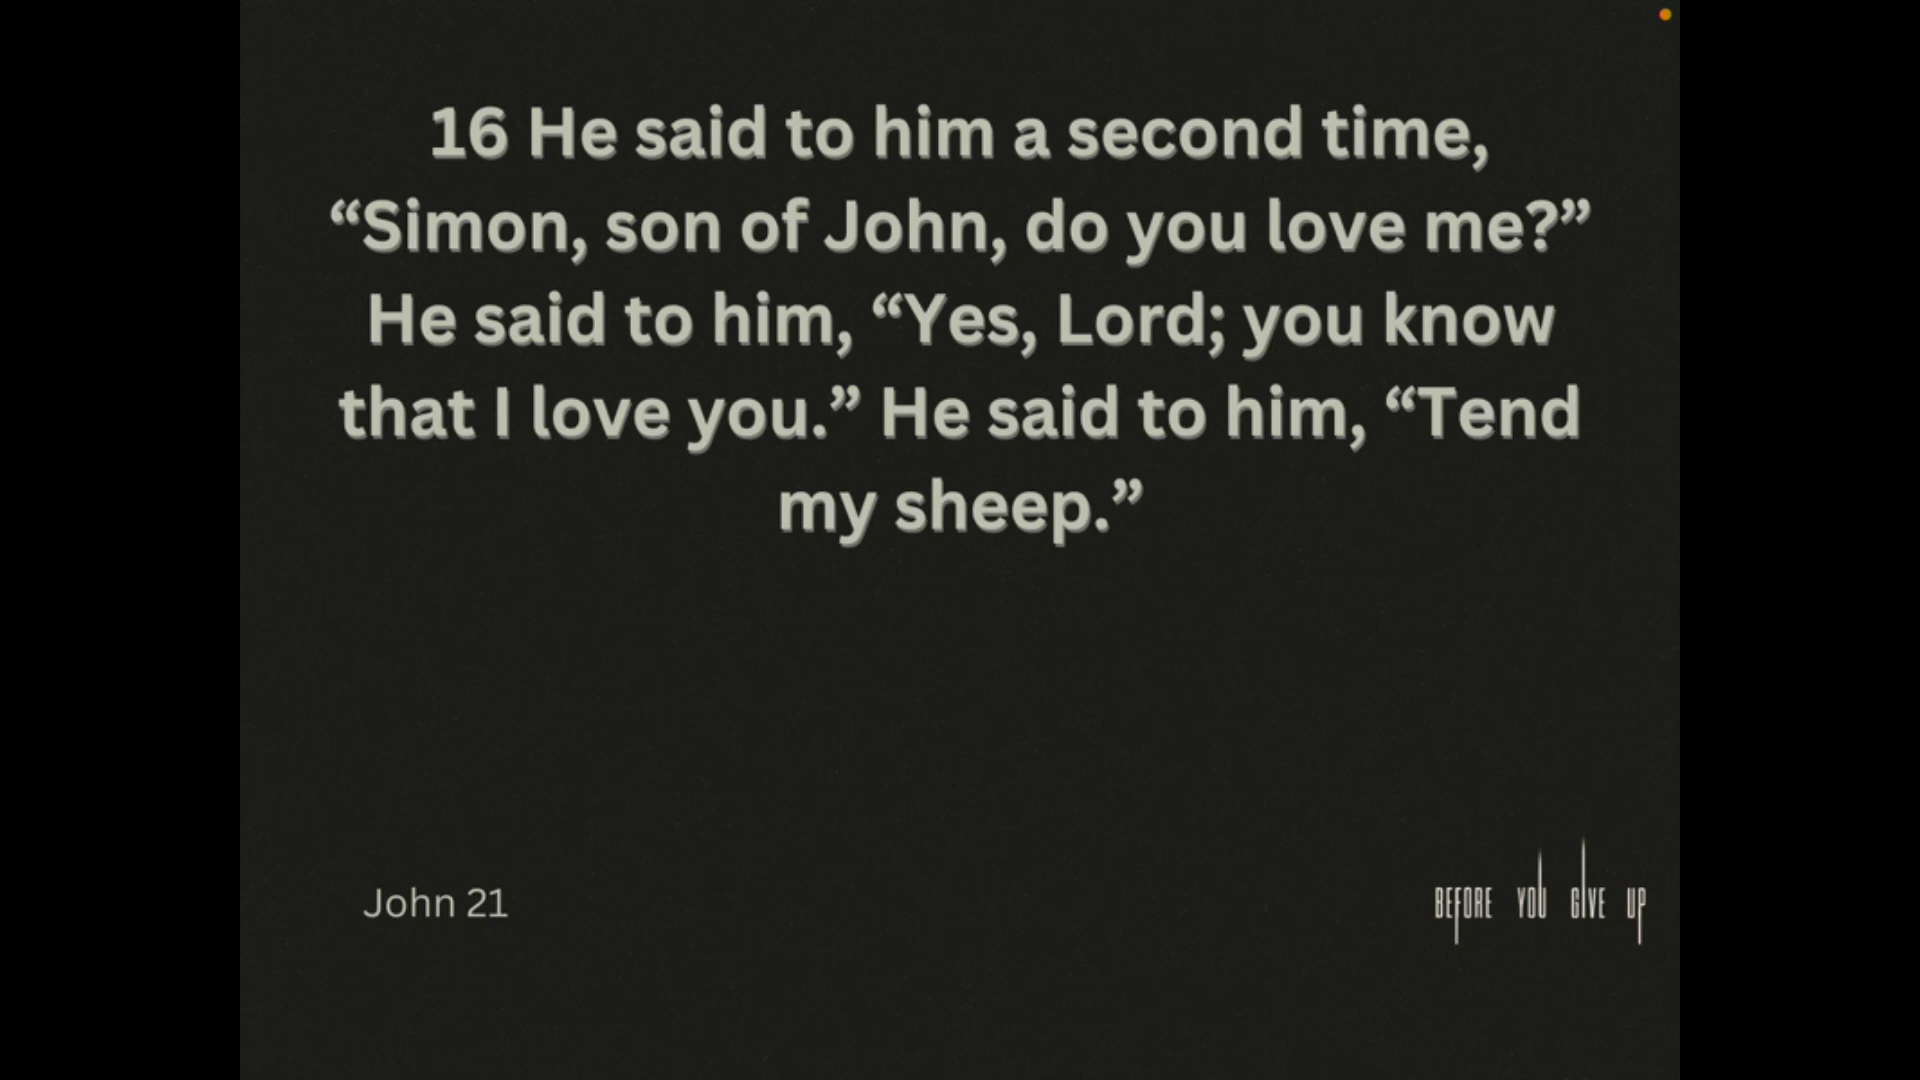 16 He said to him a second time,
“Simon, son of John, do you love me?”
He said to him, “Yes, Lord; you know
that I love you.” He said to him, “Tend
my sheep.”
John 21
BEFORE YOU GIVE UP